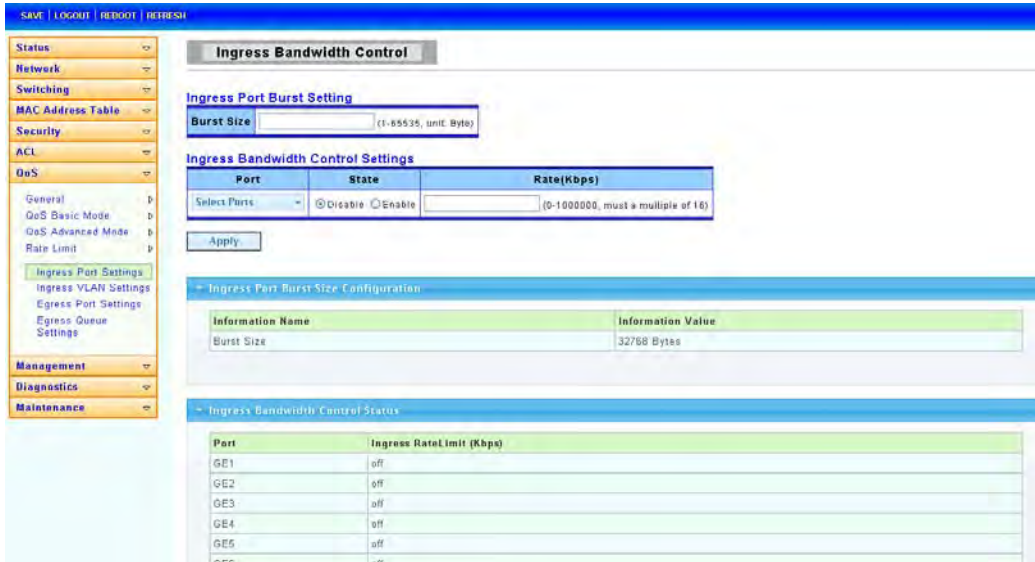 SAVE | LOGOUT | REBOOT | REFRESH
Status
Network
Switching
MAC Address Table
Security
ACL
QoS
General
QoS Basic Mode
QoS Advanced Mode
Rate Limit
Ingress Port Settings
Ingress VLAN Settings
Egress Port Settings
Egress Queue
Settings
Management
Diagnostics
Maintenance
Ingress Bandwidth Control
Ingress Port Burst Setting
Burst Size (1-65535, unit: Byte)
Ingress Bandwidth Control Settings
Port State Rate(Kbps)
Select Ports Disable Enable (0-1000000, must a multiple of 16)
Apply
Ingress Port Burst Size Configuration
Information Name Information Value
Burst Size 32768 Bytes
Ingress Bandwidth Control Status
Port Ingress RateLimit (Kbps)
GE1 off
GE2 off
GE3 off
GE4 off
GE5 off